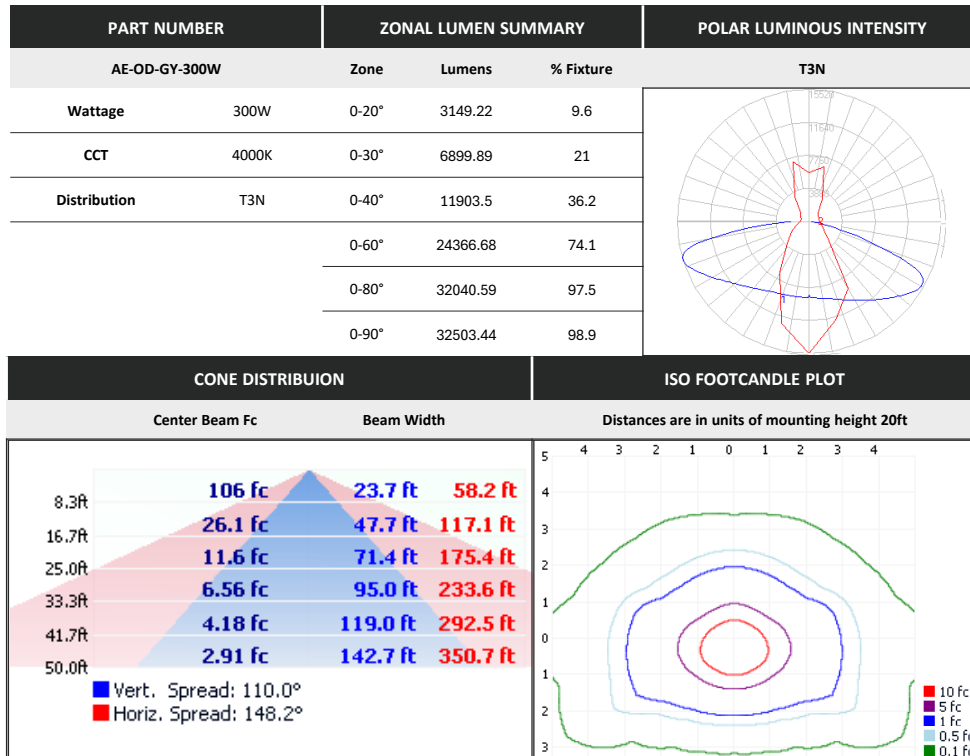 PART NUMBER ZONAL LUMEN SUMMARY POLAR LUMINOUS INTENSITY
AE-OD-GY-300W Zone Lumens % Fixture T3N
Wattage 300W 0-20° 3149.22 9.6
CCT 4000K 0-30° 6899.89 21
Distribution T3N 0-40° 11903.5 36.2
0-60° 24366.68 74.1
0-80° 32040.59 97.5
0-90° 32503.44 98.9
15520
11640
7760
CONE DISTRIBUION ISO FOOTCANDLE PLOT
Center Beam Fc Beam Width Distances are in units of mounting height 20ft
8.3ft 106 fc 23.7 ft 58.2 ft
16.7ft 26.1 fc 47.7 ft 117.1 ft
25.0ft 11.6 fc 71.4 ft 175.4 ft
33.3ft 6.56 fc 95.0 ft 233.6 ft
41.7ft 4.18 fc 119.0 ft 292.5 ft
50.0ft 2.91 fc 142.7 ft 350.7 ft
Vert. Spread: 110.0°
Horiz. Spread: 148.2°
4 3 2 1 0 1 2 3 4
5
4
3
2
1
0
1
2
3
10 fc
5 fc
1 fc
0.5 fc
0.1 fc